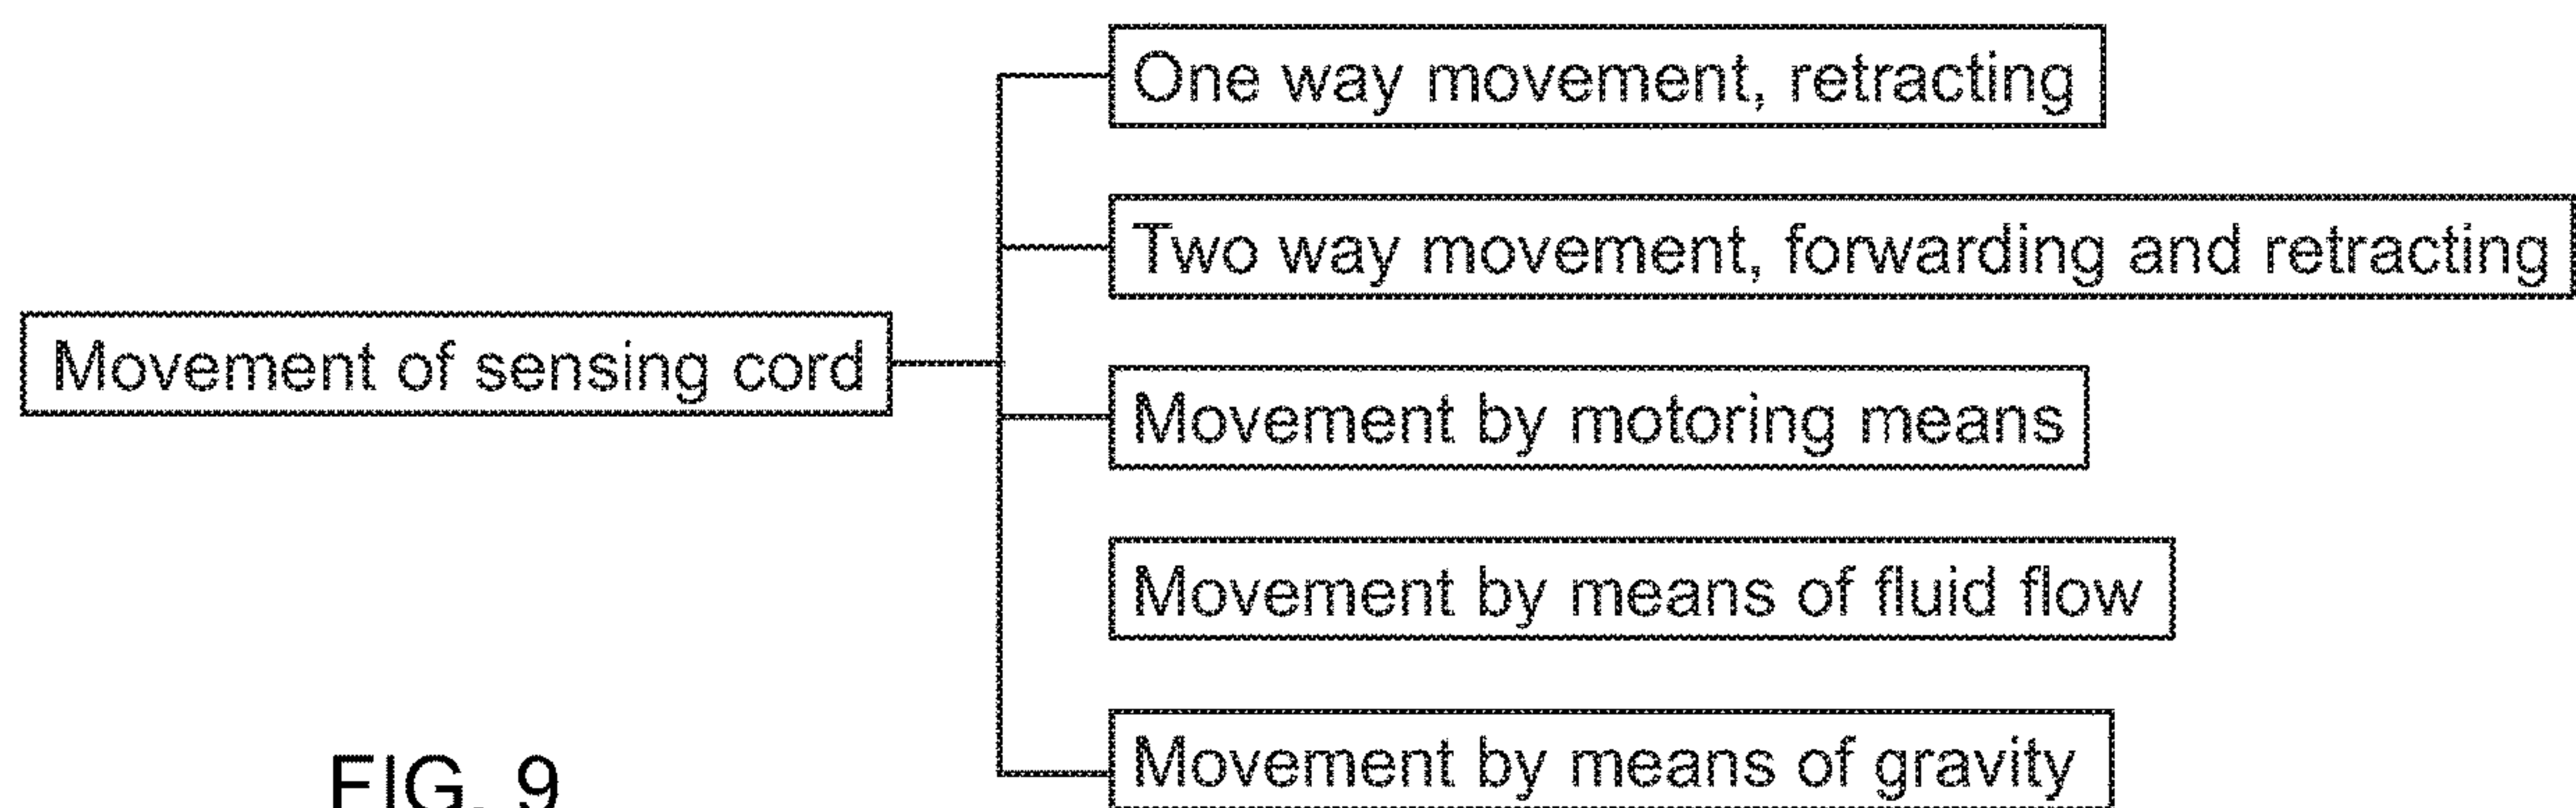 One way movement, retracting
Two way movement, forwarding and retracting
Movement of sensing cord
Movement by motoring means
Movement by means of fluid flow
Movement by means of gravity
FIG. 9